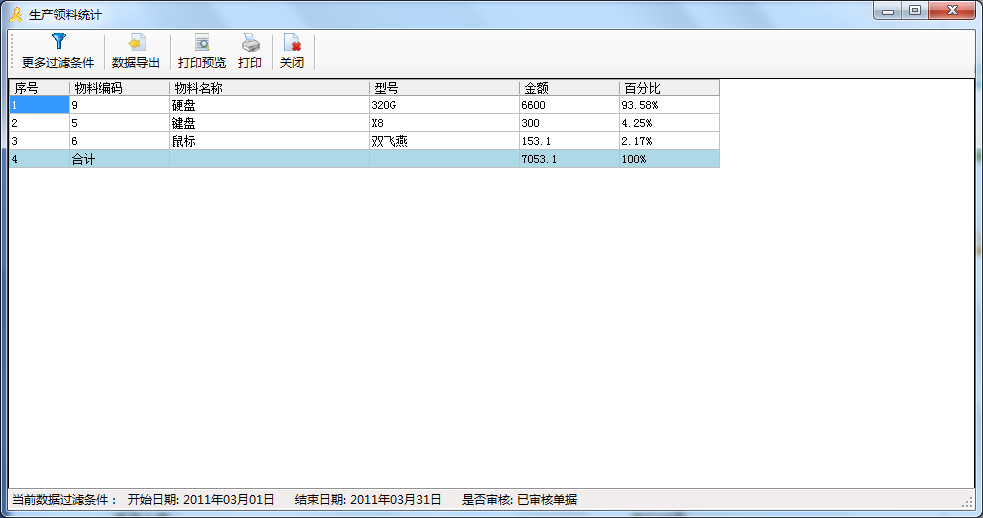 生产领料统计
更多过滤条件 数据导出 打印预览 打印 关闭
序号 物料编码 物料名称 型号 金额 百分比
1 9 硬盘 320G 6600 93.58%
2 5 键盘 X8 300 4.25%
3 6 鼠标 双飞燕 153.1 2.17%
4 合计 7053.1 100%
当前数据过滤条件： 开始日期: 2011年03月01日 结束日期: 2011年03月31日 是否审核: 已审核单据